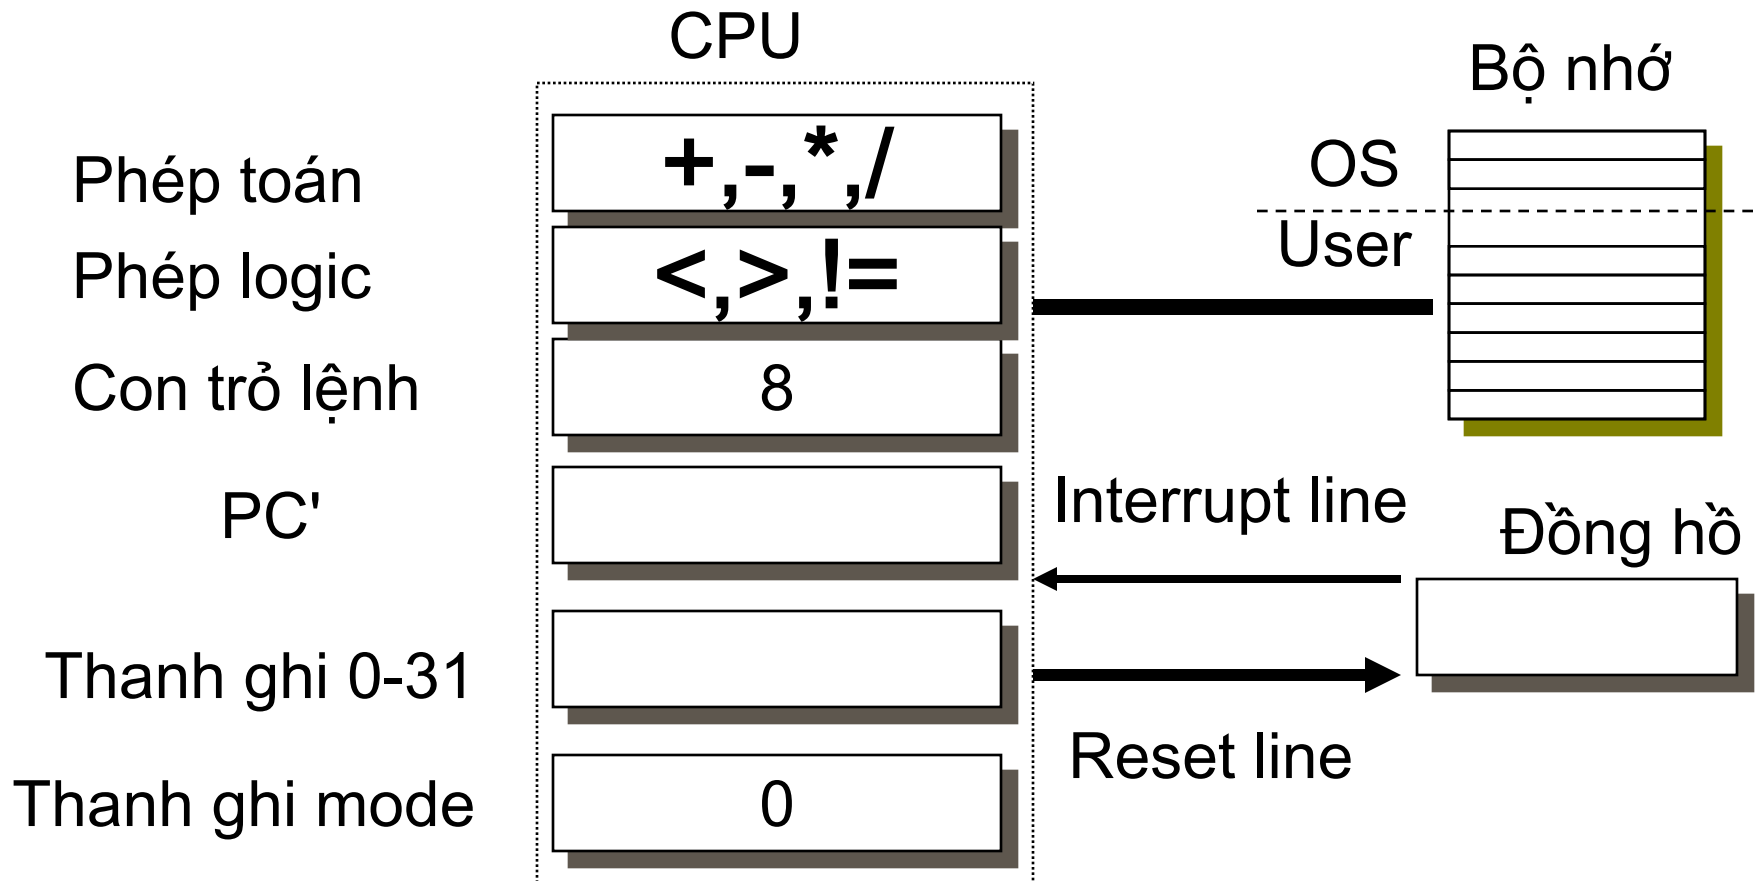 CPU
Bộ nhớ
Phép toán
+,-,*,/
OS
User
Phép logic
<,>,!=
Con trỏ lệnh
8
PC'
Interrupt line
Đồng hồ
Thanh ghi 0-31
Reset line
Thanh ghi mode
0